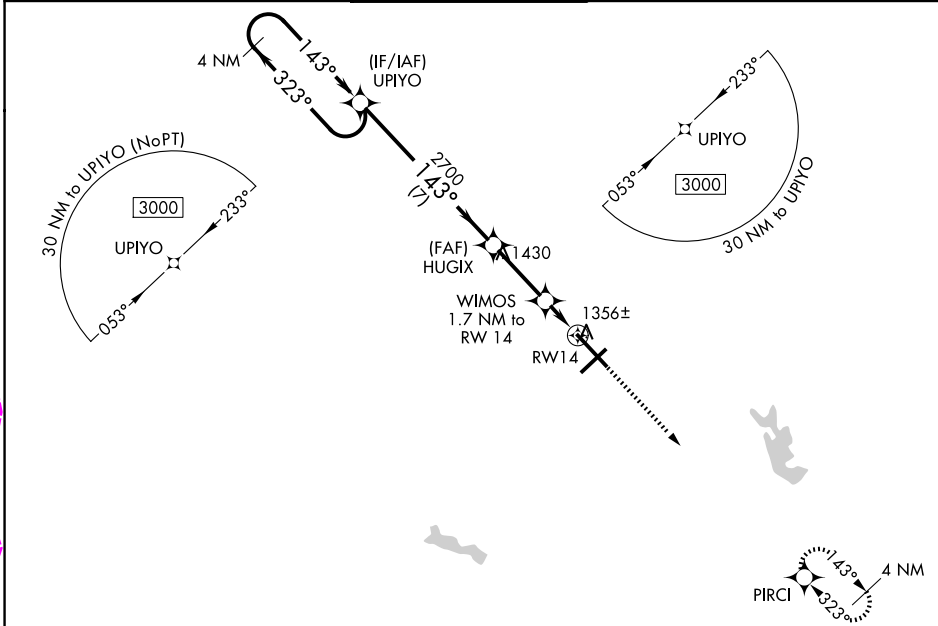 4 NM
143°
323°
(IF/IAF)
UPIYO
30 NM to UPIYO (NoPT)
3000
233°
UPIYO
053°
233°
UPIYO
053°
3000
30 NM to UPIYO
2700
143°
(7)
(FAF)
HUGIX
1430
WIMOS
1.7 NM to
RW 14
1356±
RW14
143°
4 NM
PIRCI
323°